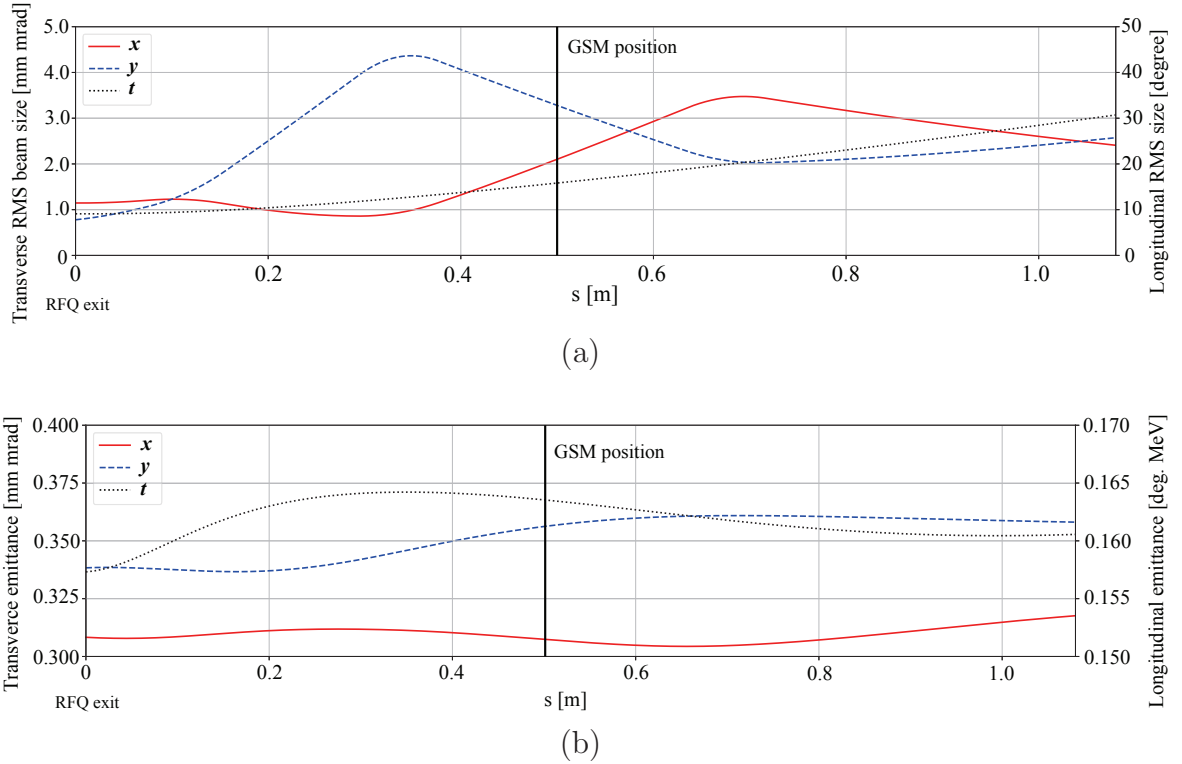 Transverse RMS beam size [mm mrad]
5.0
4.0
3.0
2.0
1.0
0
x
y
t
GSM position
50
40
30
20
10
0
Longitudinal RMS size [degree]
0
0.2
0.4
0.6
0.8
1.0
s [m]
RFQ exit
(a)
Transverce emittance [mm mrad]
0.400
0.375
0.350
0.325
0.300
x
y
t
GSM position
0.170
0.165
0.160
0.155
0.150
Longitudinal emittance [deg. MeV]
0
0.2
0.4
0.6
0.8
1.0
s [m]
RFQ exit
(b)